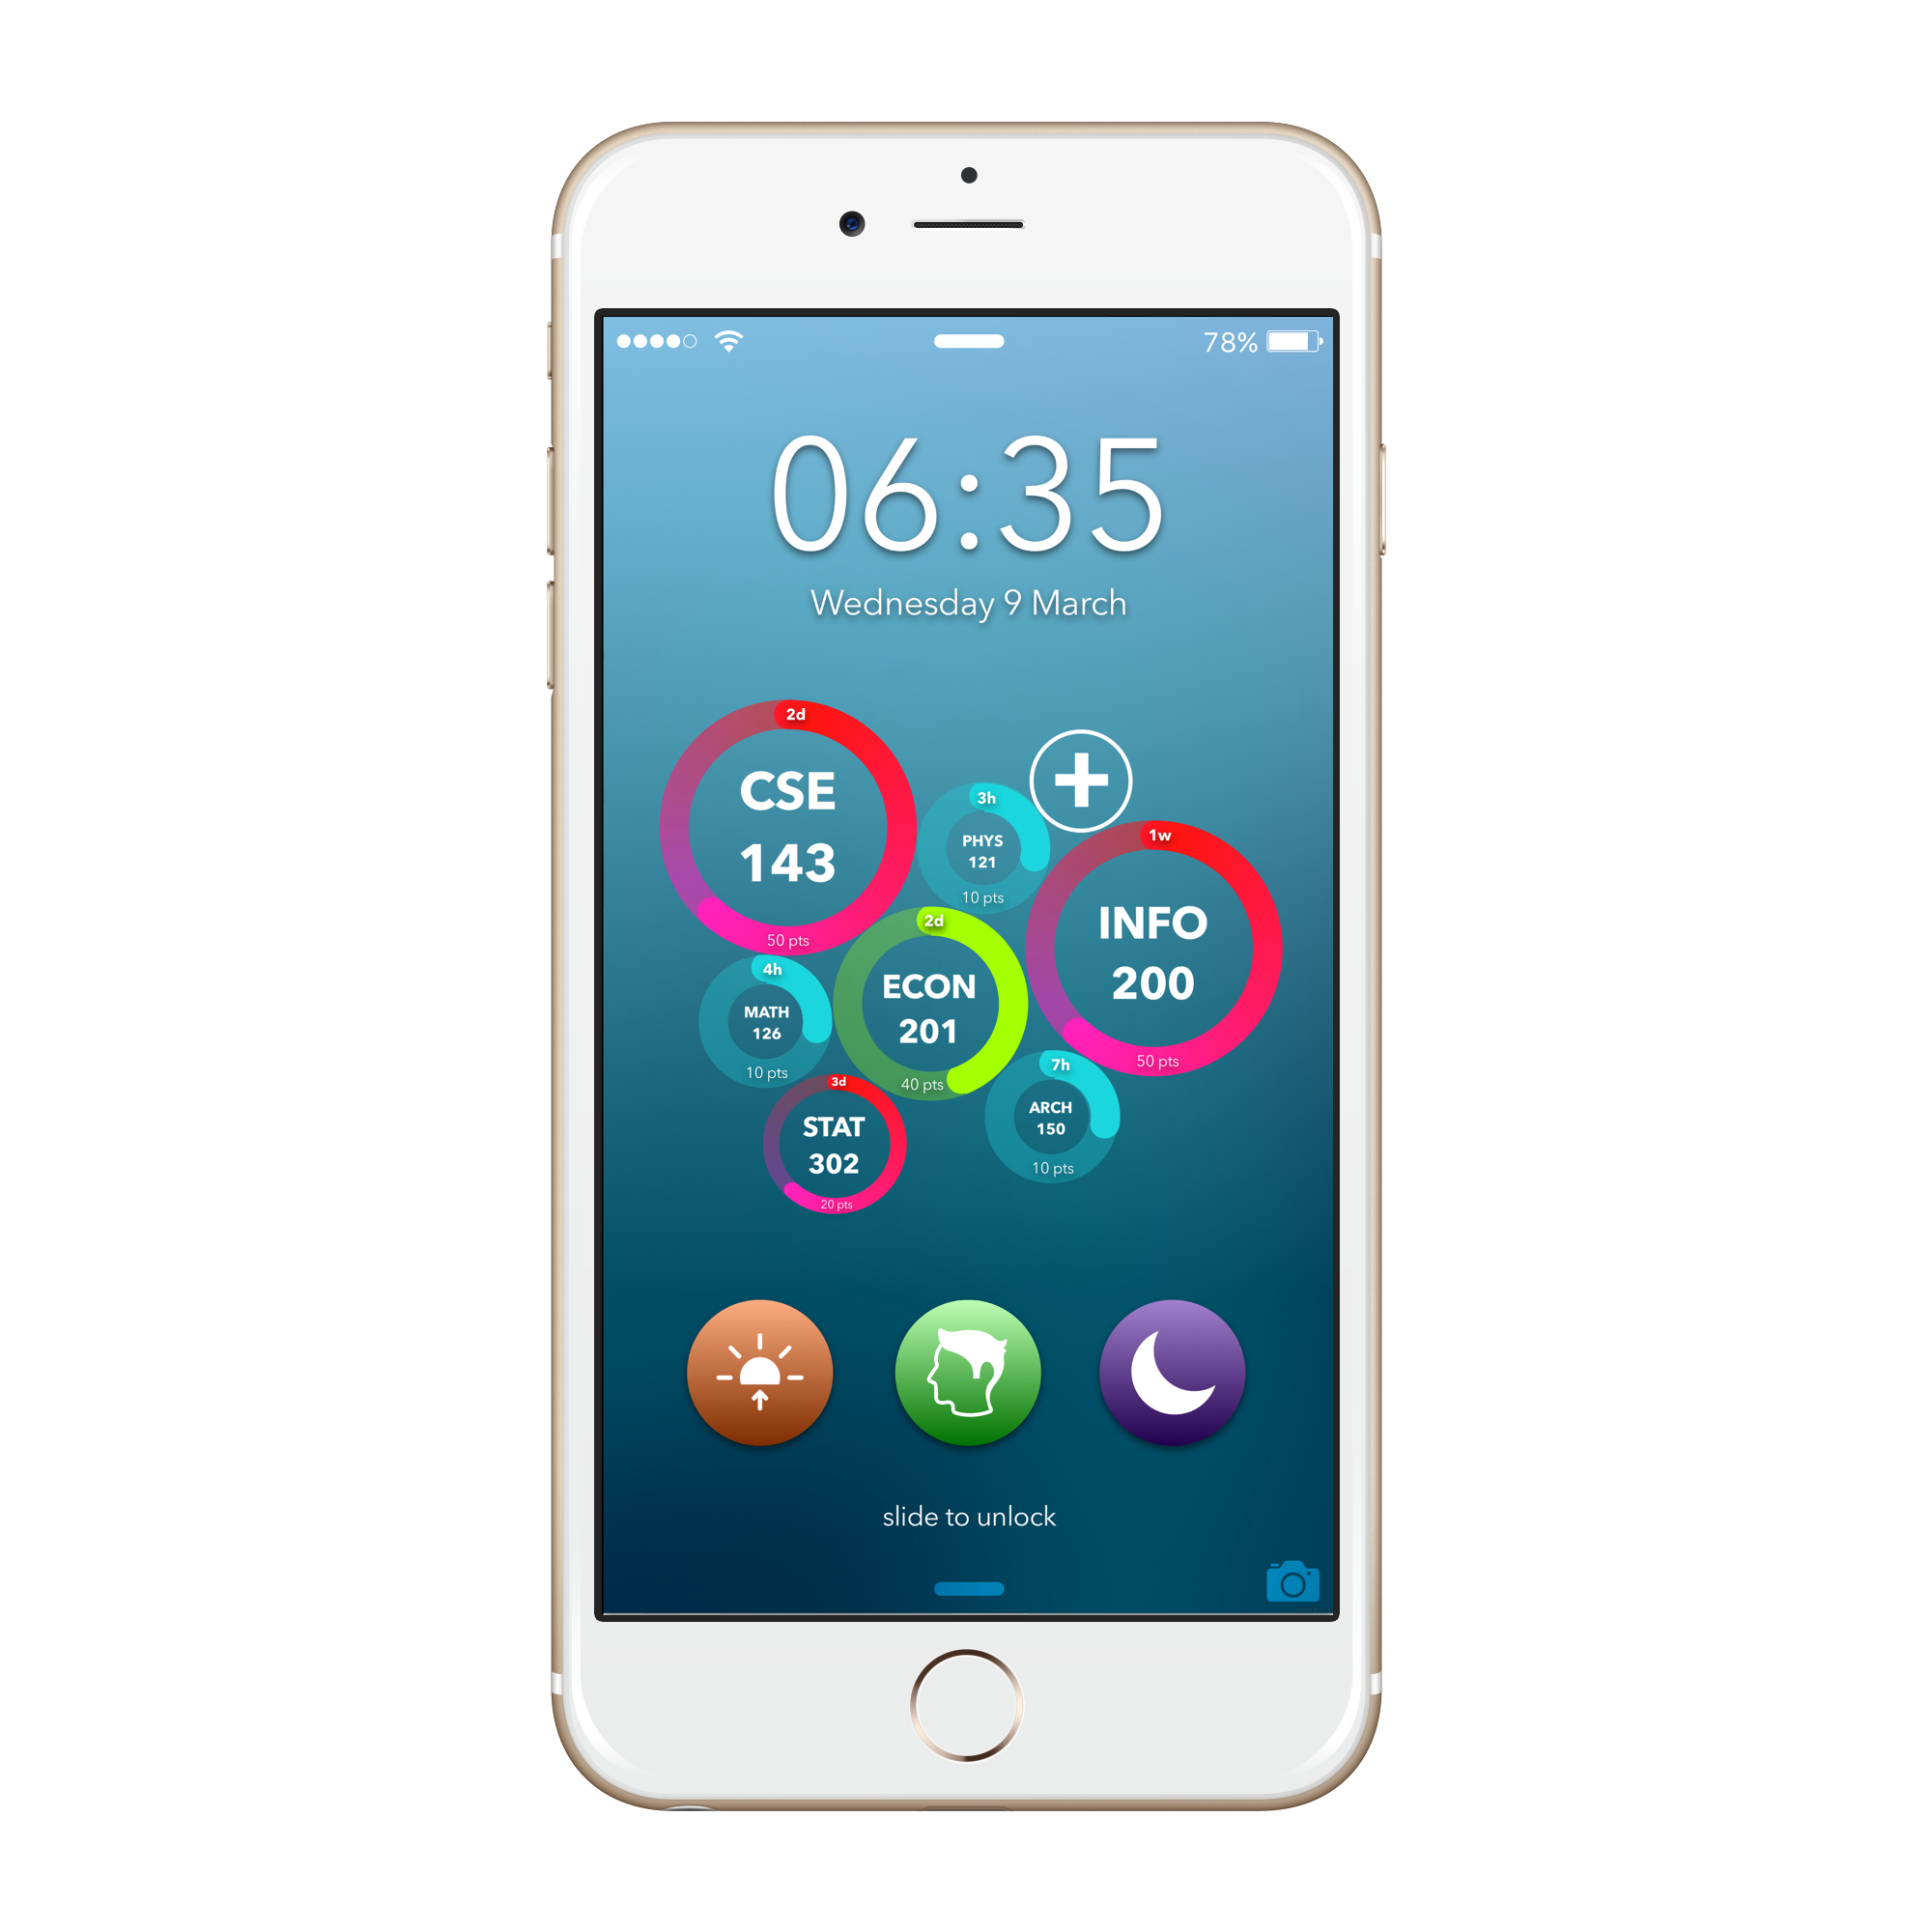 78%
06:35
Wednesday 9 March
2d
CSE
143
50 pts
3h
PHYS
121
10 pts
1w
INFO
200
50 pts
2d
ECON
201
40 pts
4h
MATH
126
10 pts
7h
ARCH
150
10 pts
3d
STAT
302
20 pts
slide to unlock